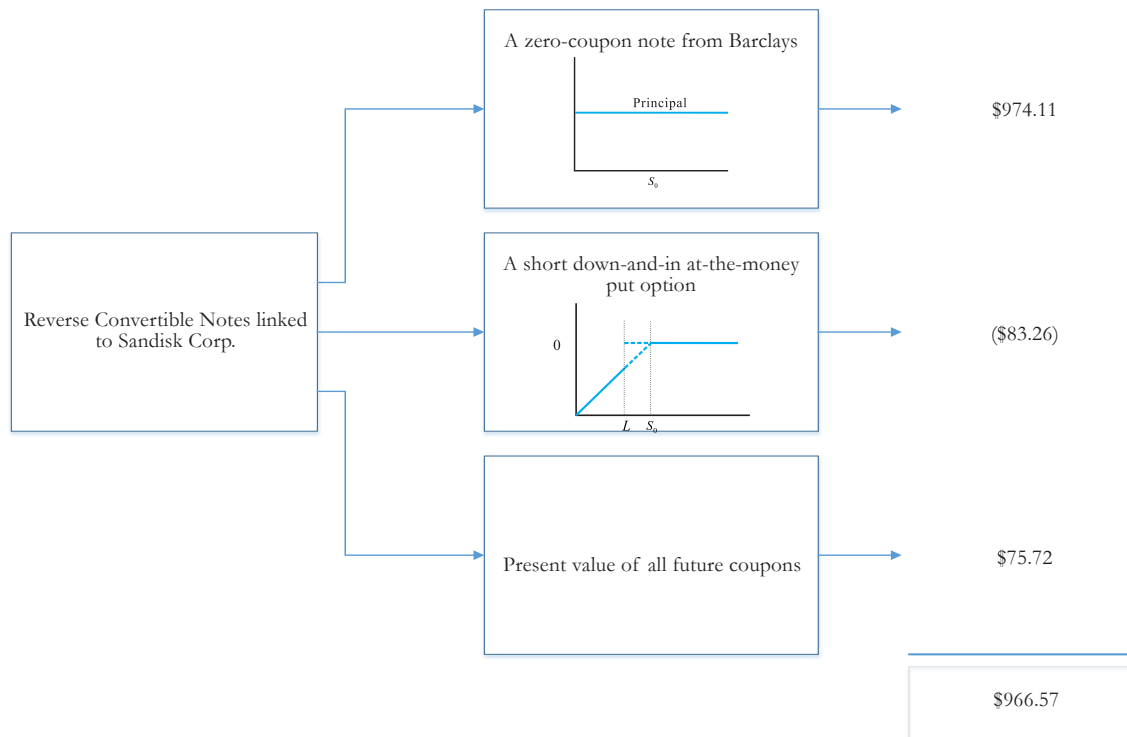 A zero-coupon note from Barclays
Principal
S₀
$974.11
Reverse Convertible Notes linked
to Sandisk Corp.
A short down-and-in at-the-money
put option
0
L S₀
($83.26)
Present value of all future coupons
$75.72
$966.57